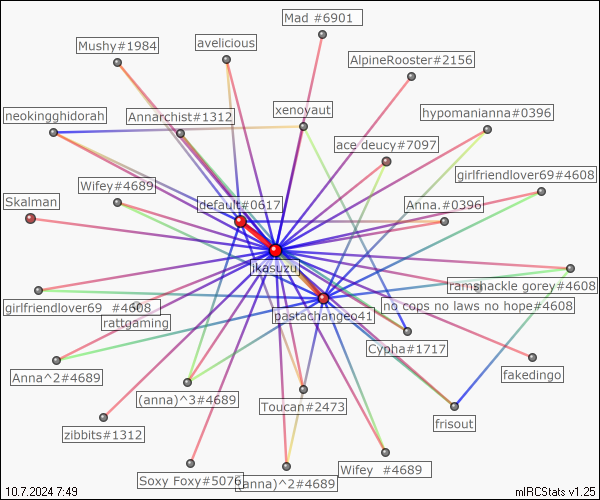 Mad #6901
Mushy#1984
avelicious
AlpineRooster#2156
neokingghidorah
Annarchist#1312
xenovaut
hypomanianna#0396
ace deucy#7097
girlfriendlover69#4608
Wifey#4689
Skalman
default#0617
Anna.#0396
ikasuzu
ramshackle gorey#4608
girlfriendlover69 #4608
no cops no laws no hope#4608
rattgaming
pastachangeo41
Cypha#1717
Anna^2#4689
fakedingo
(anna)^3#4689
Toucan#2473
frisout
zibbits#1312
Wifey #4689
Soxy Foxy#5076
(anna)^2#4689
10.7.2024 7:49
mIRCStats v1.25